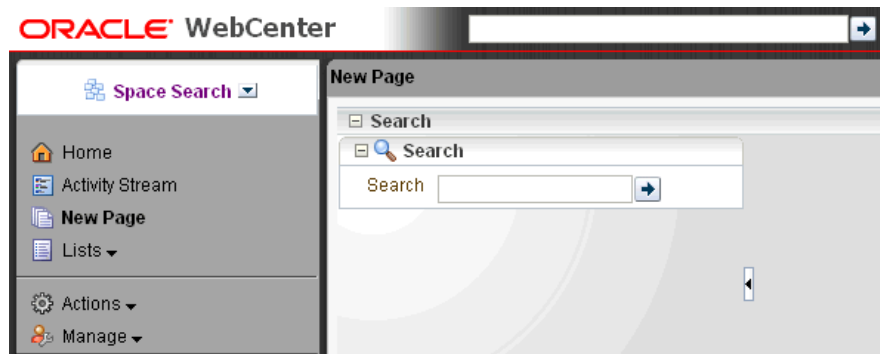 ORACLE WebCenter
Space Search
Home
Activity Stream
New Page
Lists
Actions
Manage
New Page
Search
Search
Search